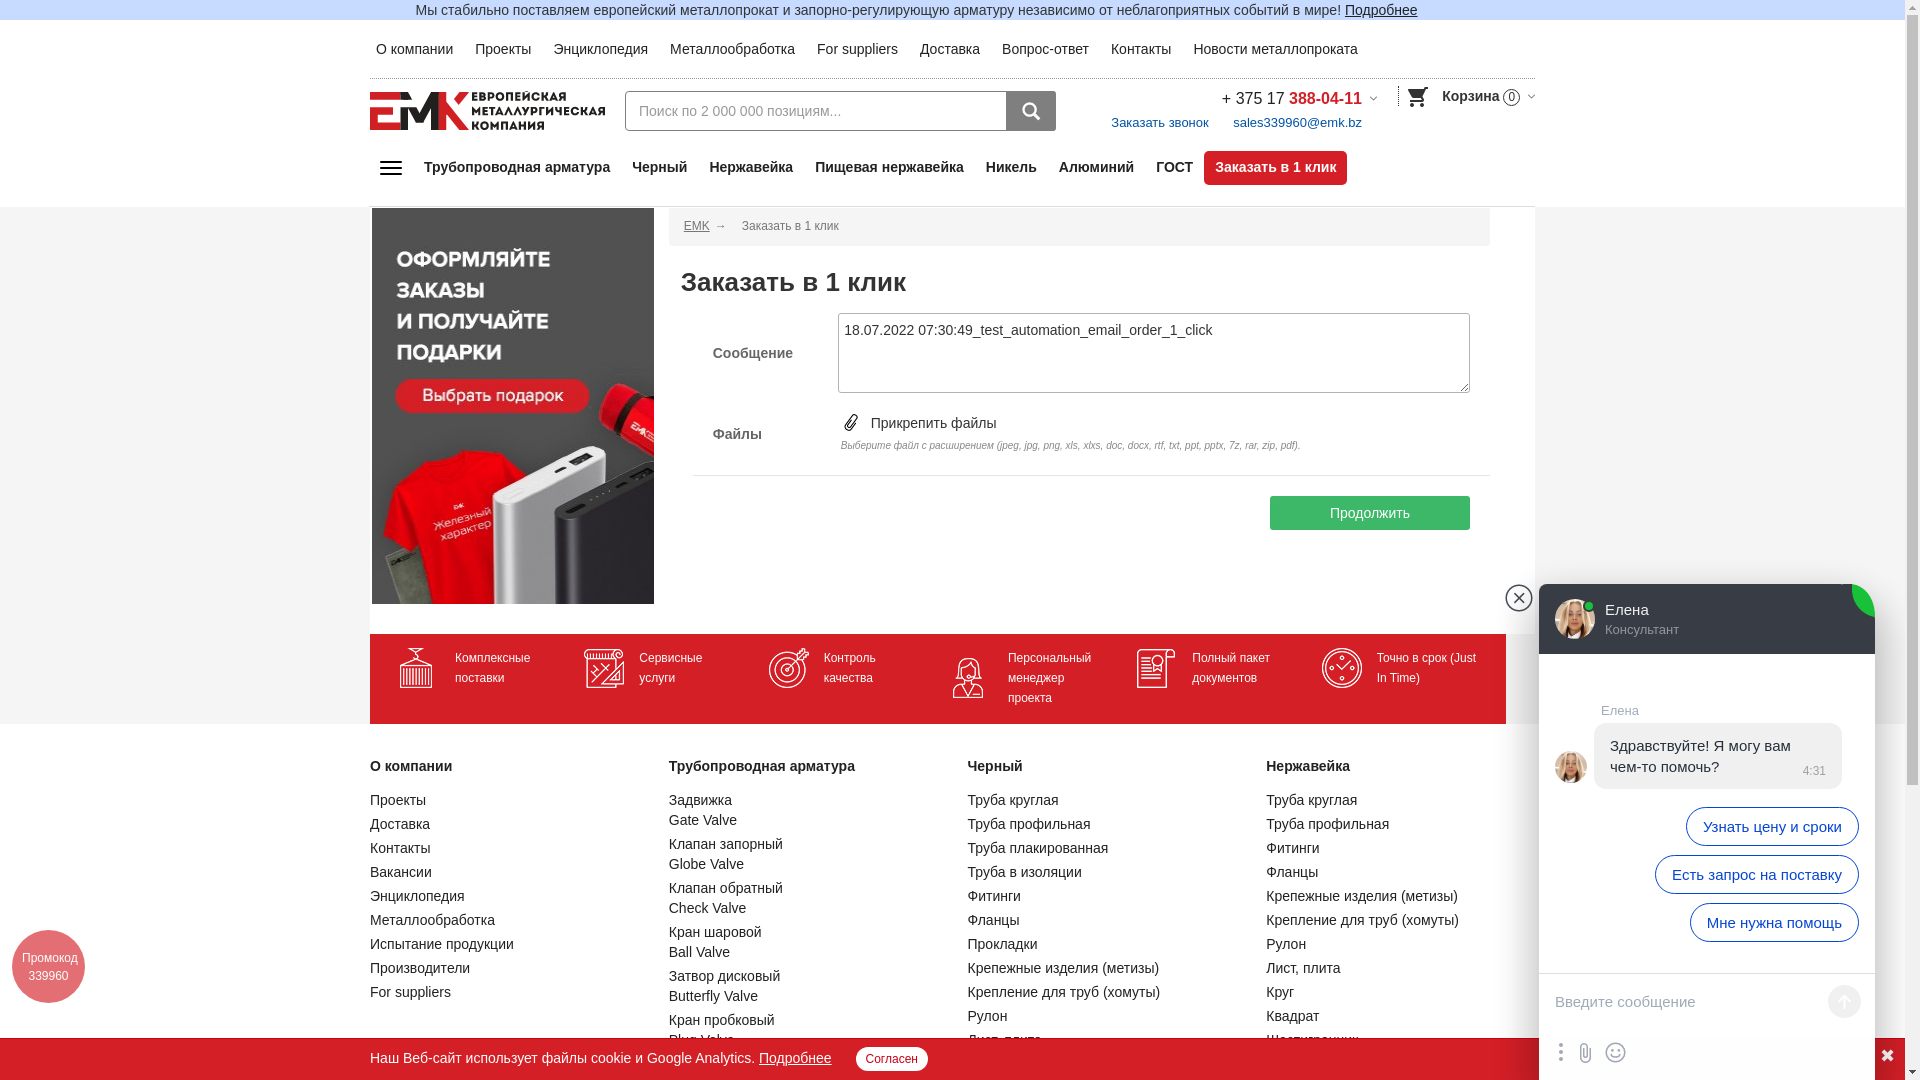 Мы стабильно поставляем европейский металлопрокат и запорно-регулирующую арматуру независимо от неблагоприятных событий в мире! Подробнее
О компании Проекты Энциклопедия Металлообработка For suppliers Доставка Вопрос-ответ Контакты Новости металлопроката
ЕМК ЕВРОПЕЙСКАЯ
МЕТАЛЛУРГИЧЕСКАЯ
КОМПАНИЯ
Поиск по 2 000 000 позициям...
+ 375 17 388-04-11
Корзина 0
Заказать звонок sales339960@emk.bz
Трубопроводная арматура Черный Нержавейка Пищевая нержавейка Никель Алюминий ГОСТ Заказать в 1 клик
ОФОРМЛЯЙТЕ
ЗАКАЗЫ
И ПОЛУЧАЙТЕ
ПОДАРКИ
Выбрать подарок
Железный
характер
EMK → Заказать в 1 клик
Заказать в 1 клик
Сообщение
18.07.2022 07:30:49_test_automation_email_order_1_click
Файлы
Прикрепить файлы
Выберите файл с расширением (jpeg, jpg, png, xls, xlxs, doc, docx, rtf, txt, ppt, pptx, 7z, rar, zip, pdf).
Продолжить
Комплексные
поставки
Сервисные
услуги
Контроль
качества
Персональный
менеджер
проекта
Полный пакет
документов
Точно в срок (Just
In Time)
О компании
Проекты
Доставка
Контакты
Вакансии
Энциклопедия
Металлообработка
Испытание продукции
Производители
For suppliers
Трубопроводная арматура
Задвижка
Gate Valve
Клапан запорный
Globe Valve
Клапан обратный
Check Valve
Кран шаровой
Ball Valve
Затвор дисковый
Butterfly Valve
Кран пробковый
Plug Valve
Черный
Труба круглая
Труба профильная
Труба плакированная
Труба в изоляции
Фитинги
Фланцы
Прокладки
Крепежные изделия (метизы)
Крепление для труб (хомуты)
Рулон
Лист, плита
Нержавейка
Труба круглая
Труба профильная
Фитинги
Фланцы
Крепежные изделия (метизы)
Крепление для труб (хомуты)
Рулон
Лист, плита
Круг
Квадрат
Шестигранник
Елена
Консультант
Елена
Здравствуйте! Я могу вам
чем-то помочь?
4:31
Узнать цену и сроки
Есть запрос на поставку
Мне нужна помощь
Введите сообщение
Промокод
339960
Наш Веб-сайт использует файлы cookie и Google Analytics. Подробнее Согласен